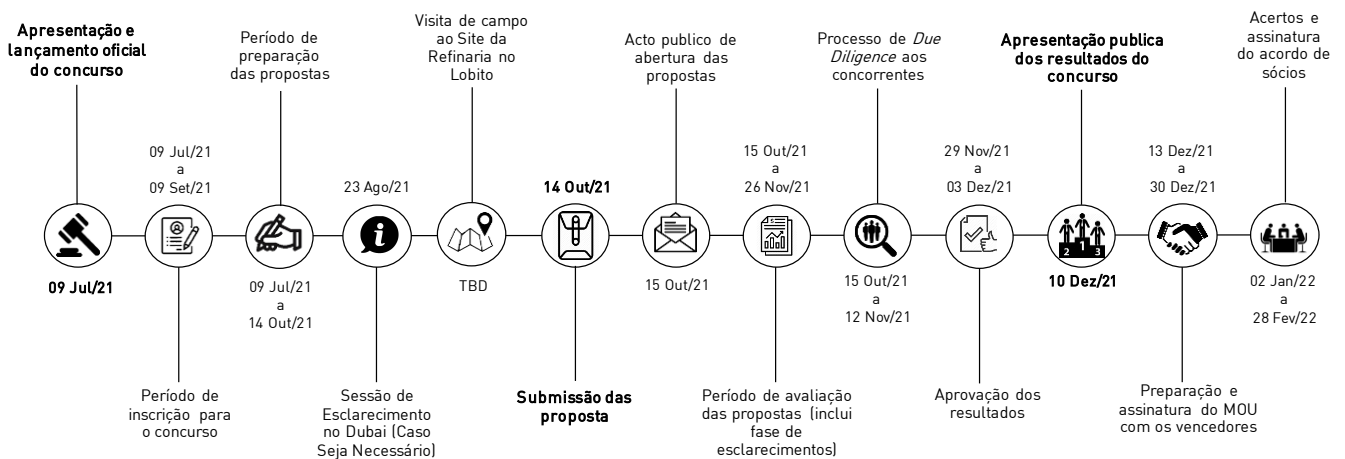 Apresentação e
lançamento oficial
do concurso
09 Jul/21
09 Jul/21
a
09 Set/21
Período de
inscrição para
o concurso
Período de
preparação
das propostas
09 Jul/21
a
14 Out/21
23 Ago/21
Sessão de
Esclarecimento
no Dubai (Caso
Seja Necessário)
Visita de campo
ao Site da
Refinaria no
Lobito
TBD
14 Out/21
Submissão das
proposta
Acto publico de
abertura das
propostas
15 Out/21
15 Out/21
a
26 Nov/21
Período de avaliação
das propostas (inclui
fase de
esclarecimentos)
Processo de Due
Diligence aos
concorrentes
15 Out/21
a
12 Nov/21
29 Nov/21
a
03 Dez/21
Aprovação dos
resultados
Apresentação publica
dos resultados do
concurso
2 1 3
10 Dez/21
13 Dez/21
a
30 Dez/21
Preparação e
assinatura do MOU
com os vencedores
Acertos e
assinatura
do acordo de
sócios
02 Jan/22
a
28 Fev/22